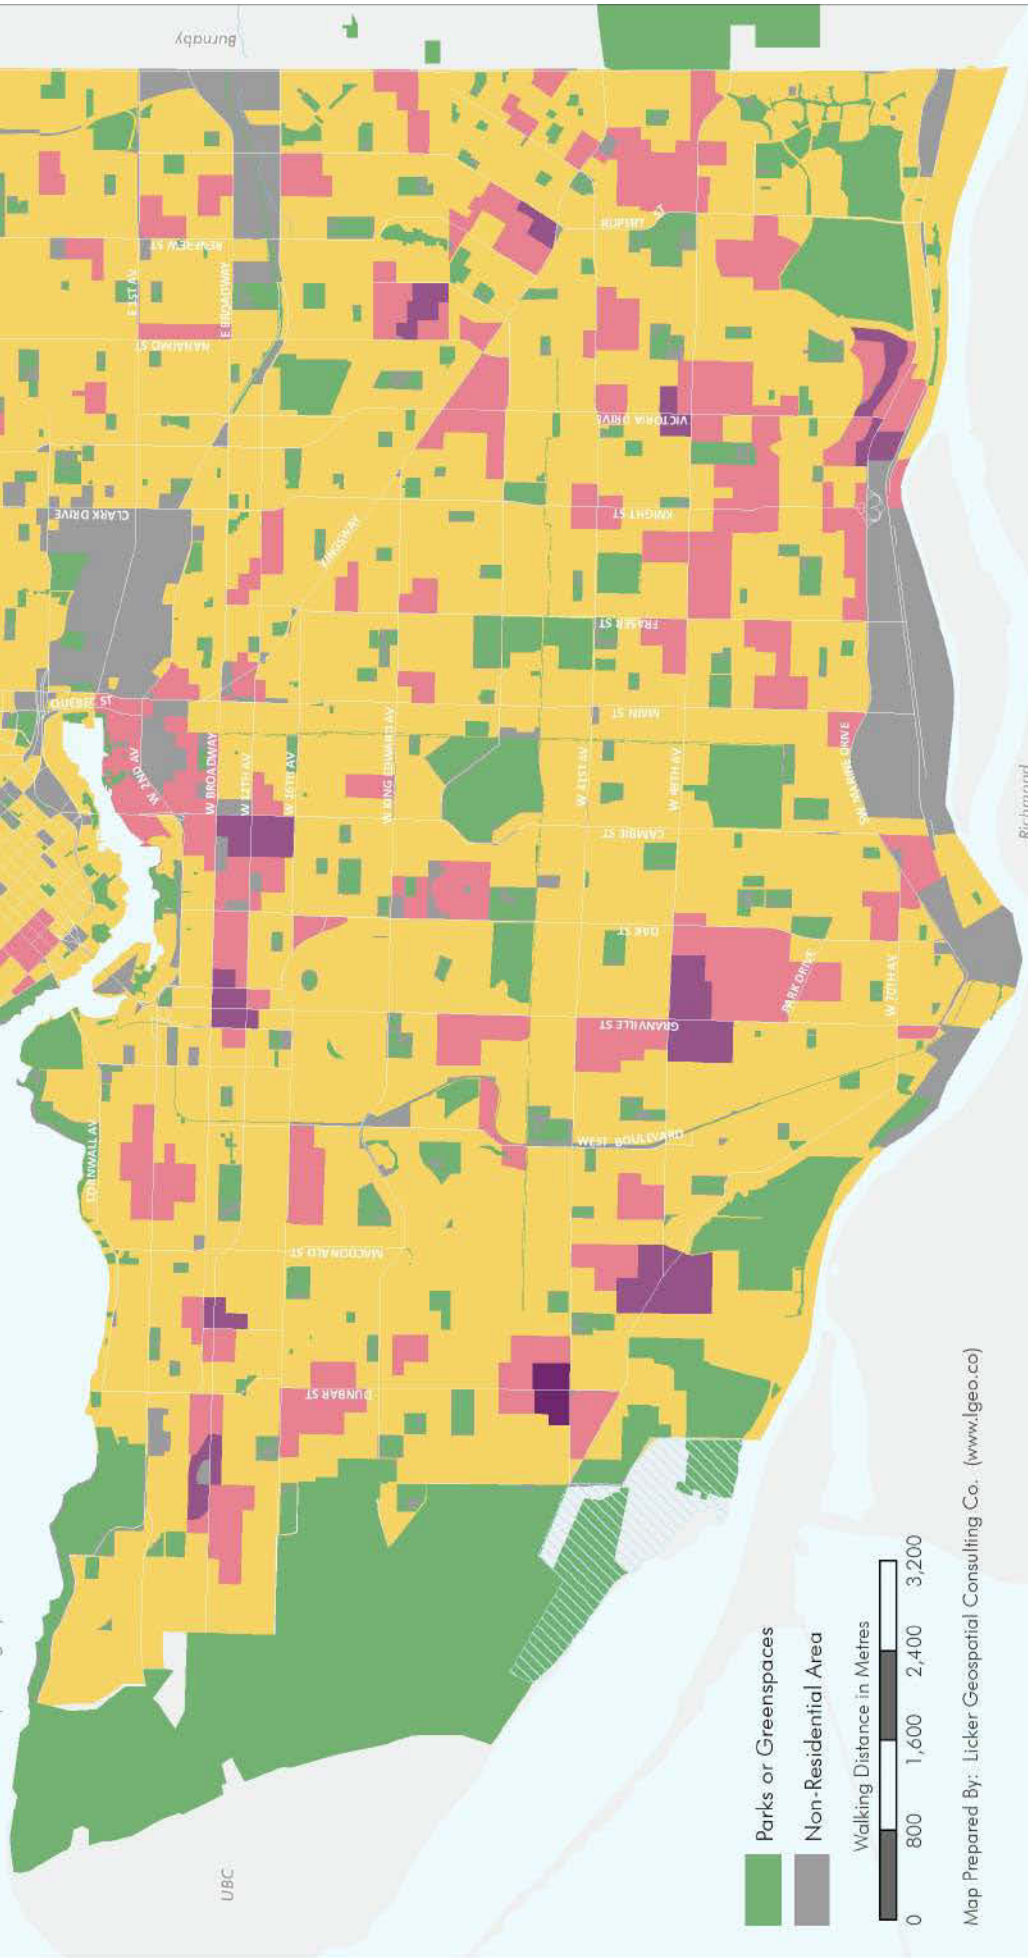 Burnaby
RENFREW ST
E 1ST AV
E BROADWAY
NANAIMO ST
RUPERT ST
VICTORIA DRIVE
CLARK DRIVE
KNIGHT ST
KINGSWAY
FRASER ST
QUEBEC ST
MAIN ST
W 2ND AV
W BROADWAY
W 12TH AV
W 16TH AV
W KING EDWARD AV
W 41ST AV
W 49TH AV
SW MARINE DRIVE
CAMBIE ST
Richmond
OAK ST
PARK DRIVE
W 70TH AV
GRANVILLE ST
CORNWALL AV
WEST BOULEVARD
MACDONALD ST
DUNBAR ST
UBC
Parks or Greenspaces
Non-Residential Area
Walking Distance in Metres
0 800 1,600 2,400 3,200
Map Prepared By: Licker Geospatial Consulting Co. (www.lgeo.co)